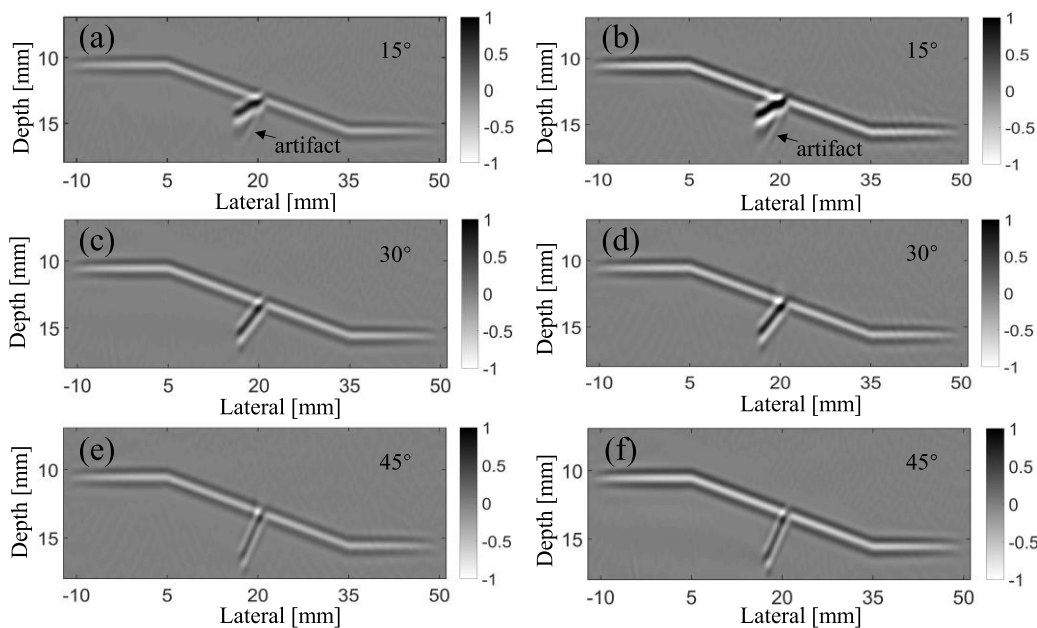 (a) 15° 1
10 0.5
0
15 artifact -0.5
-1
-10 5 20 35 50
Lateral [mm]
Depth [mm]
(b) 15° 1
10 0.5
0
15 artifact -0.5
-1
-10 5 20 35 50
Lateral [mm]
Depth [mm]
(c) 30° 1
10 0.5
0
15 -0.5
-1
-10 5 20 35 50
Lateral [mm]
Depth [mm]
(d) 30° 1
10 0.5
0
15 -0.5
-1
-10 5 20 35 50
Lateral [mm]
Depth [mm]
(e) 45° 1
10 0.5
0
15 -0.5
-1
-10 5 20 35 50
Lateral [mm]
Depth [mm]
(f) 45° 1
10 0.5
0
15 -0.5
-1
-10 5 20 35 50
Lateral [mm]
Depth [mm]